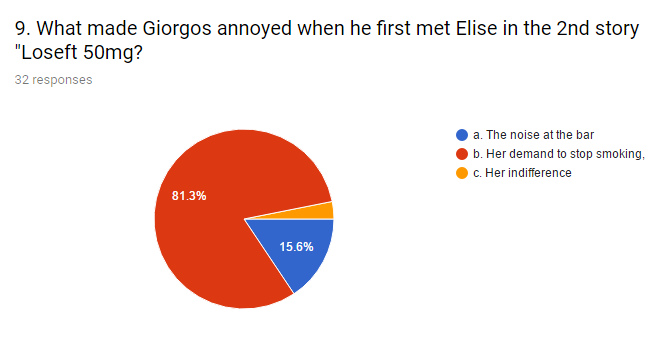 9. What made Giorgos annoyed when he first met Elise in the 2nd story
"Loseft 50mg?
32 responses
a. The noise at the bar
b. Her demand to stop smoking,
c. Her indifference
81.3%
15.6%